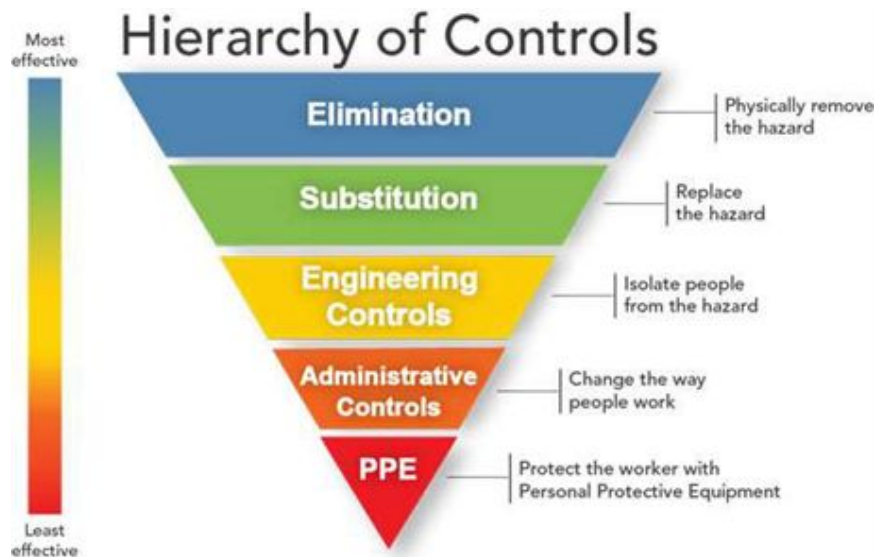 Hierarchy of Controls
Most
effective
Elimination
Physically remove
the hazard
Substitution
Replace
the hazard
Engineering
Controls
Isolate people
from the hazard
Administrative
Controls
Change the way
people work
PPE
Protect the worker with
Personal Protective Equipment
Least
effective